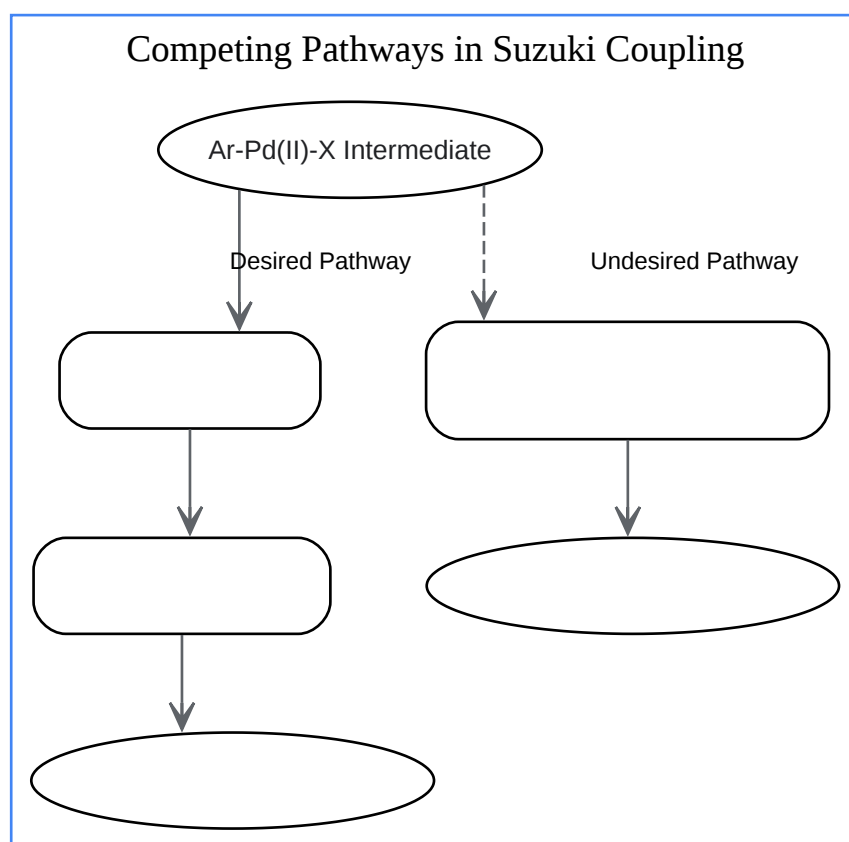 Competing Pathways in Suzuki Coupling
Ar-Pd(II)-X Intermediate
Desired Pathway
Undesired Pathway